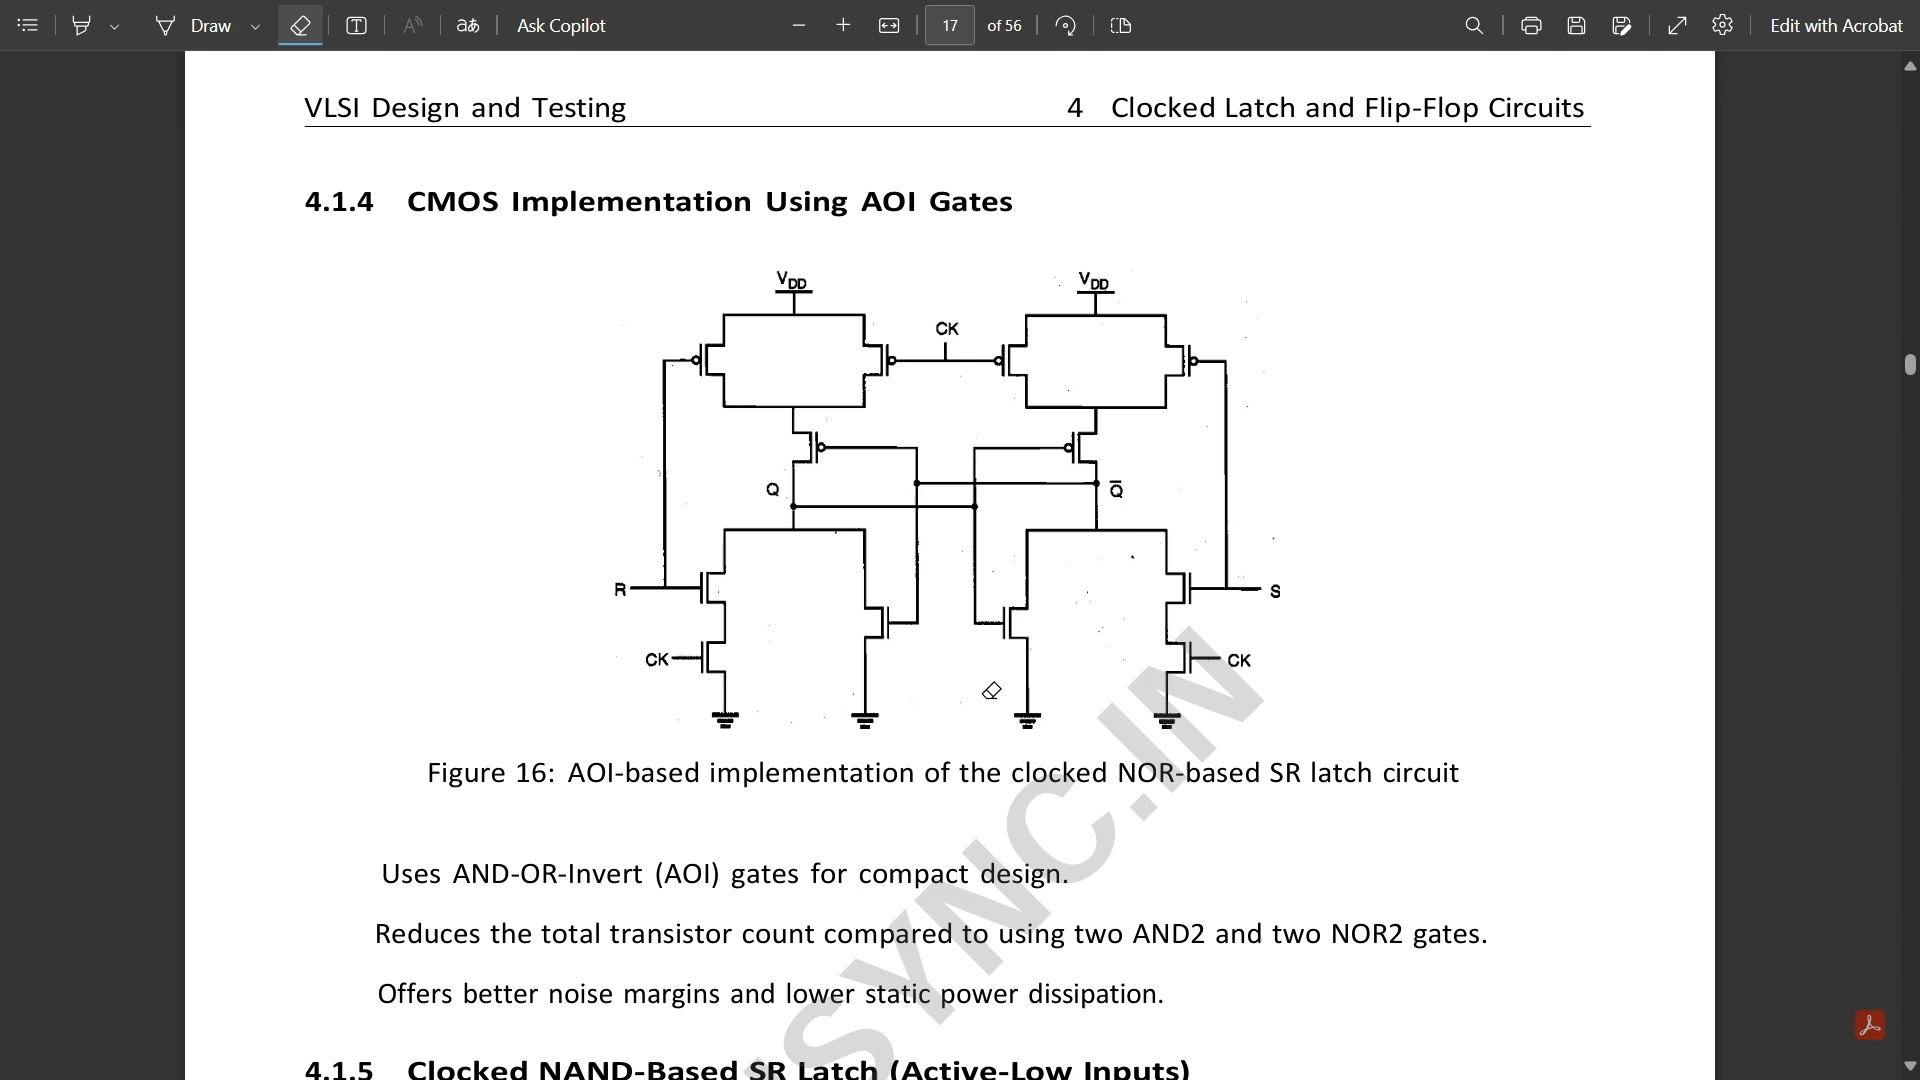 Draw
Ask Copilot
17 of 56
Edit with Acrobat
VLSI Design and Testing
4 Clocked Latch and Flip-Flop Circuits
4.1.4 CMOS Implementation Using AOI Gates
VDD
VDD
CK
Q
Q̅
R
S
CK
CK
Figure 16: AOI-based implementation of the clocked NOR-based SR latch circuit
Uses AND-OR-Invert (AOI) gates for compact design.
Reduces the total transistor count compared to using two AND2 and two NOR2 gates.
Offers better noise margins and lower static power dissipation.
SYNC.IN
4.1.5 Clocked NAND-Based SR Latch (Active-Low Inputs)